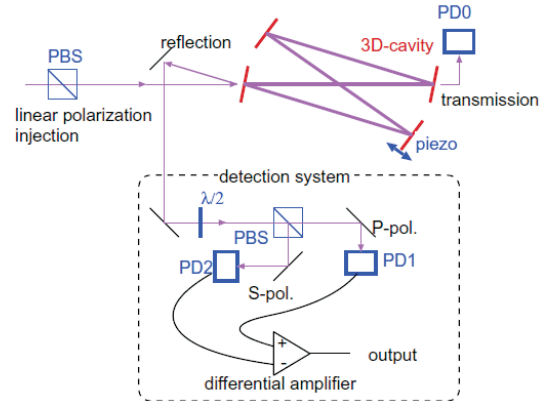 PD0
reflection
3D-cavity
PBS
transmission
linear polarization
injection
piezo
detection system
λ/2
P-pol.
PBS
PD2
PD1
S-pol.
+
-
output
differential amplifier